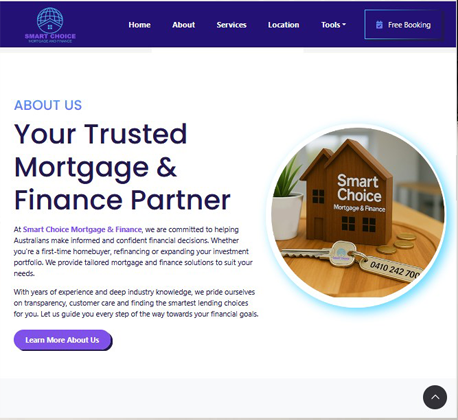 Home About Services Location Tools Free Booking
SMART CHOICE
MORTGAGE AND FINANCE
ABOUT US
Your Trusted
Mortgage &
Finance Partner
At Smart Choice Mortgage & Finance, we are committed to helping
Australians make informed and confident financial decisions. Whether
you're a first-time homebuyer, refinancing or expanding your investment
portfolio. We provide tailored mortgage and finance solutions to suit your
needs.
With years of experience and deep industry knowledge, we pride ourselves
on transparency, customer care and finding the smartest lending choices
for you. Let us guide you every step of the way towards your financial goals.
Learn More About Us
Smart
Choice
Mortgage & Finance
0410 242 700